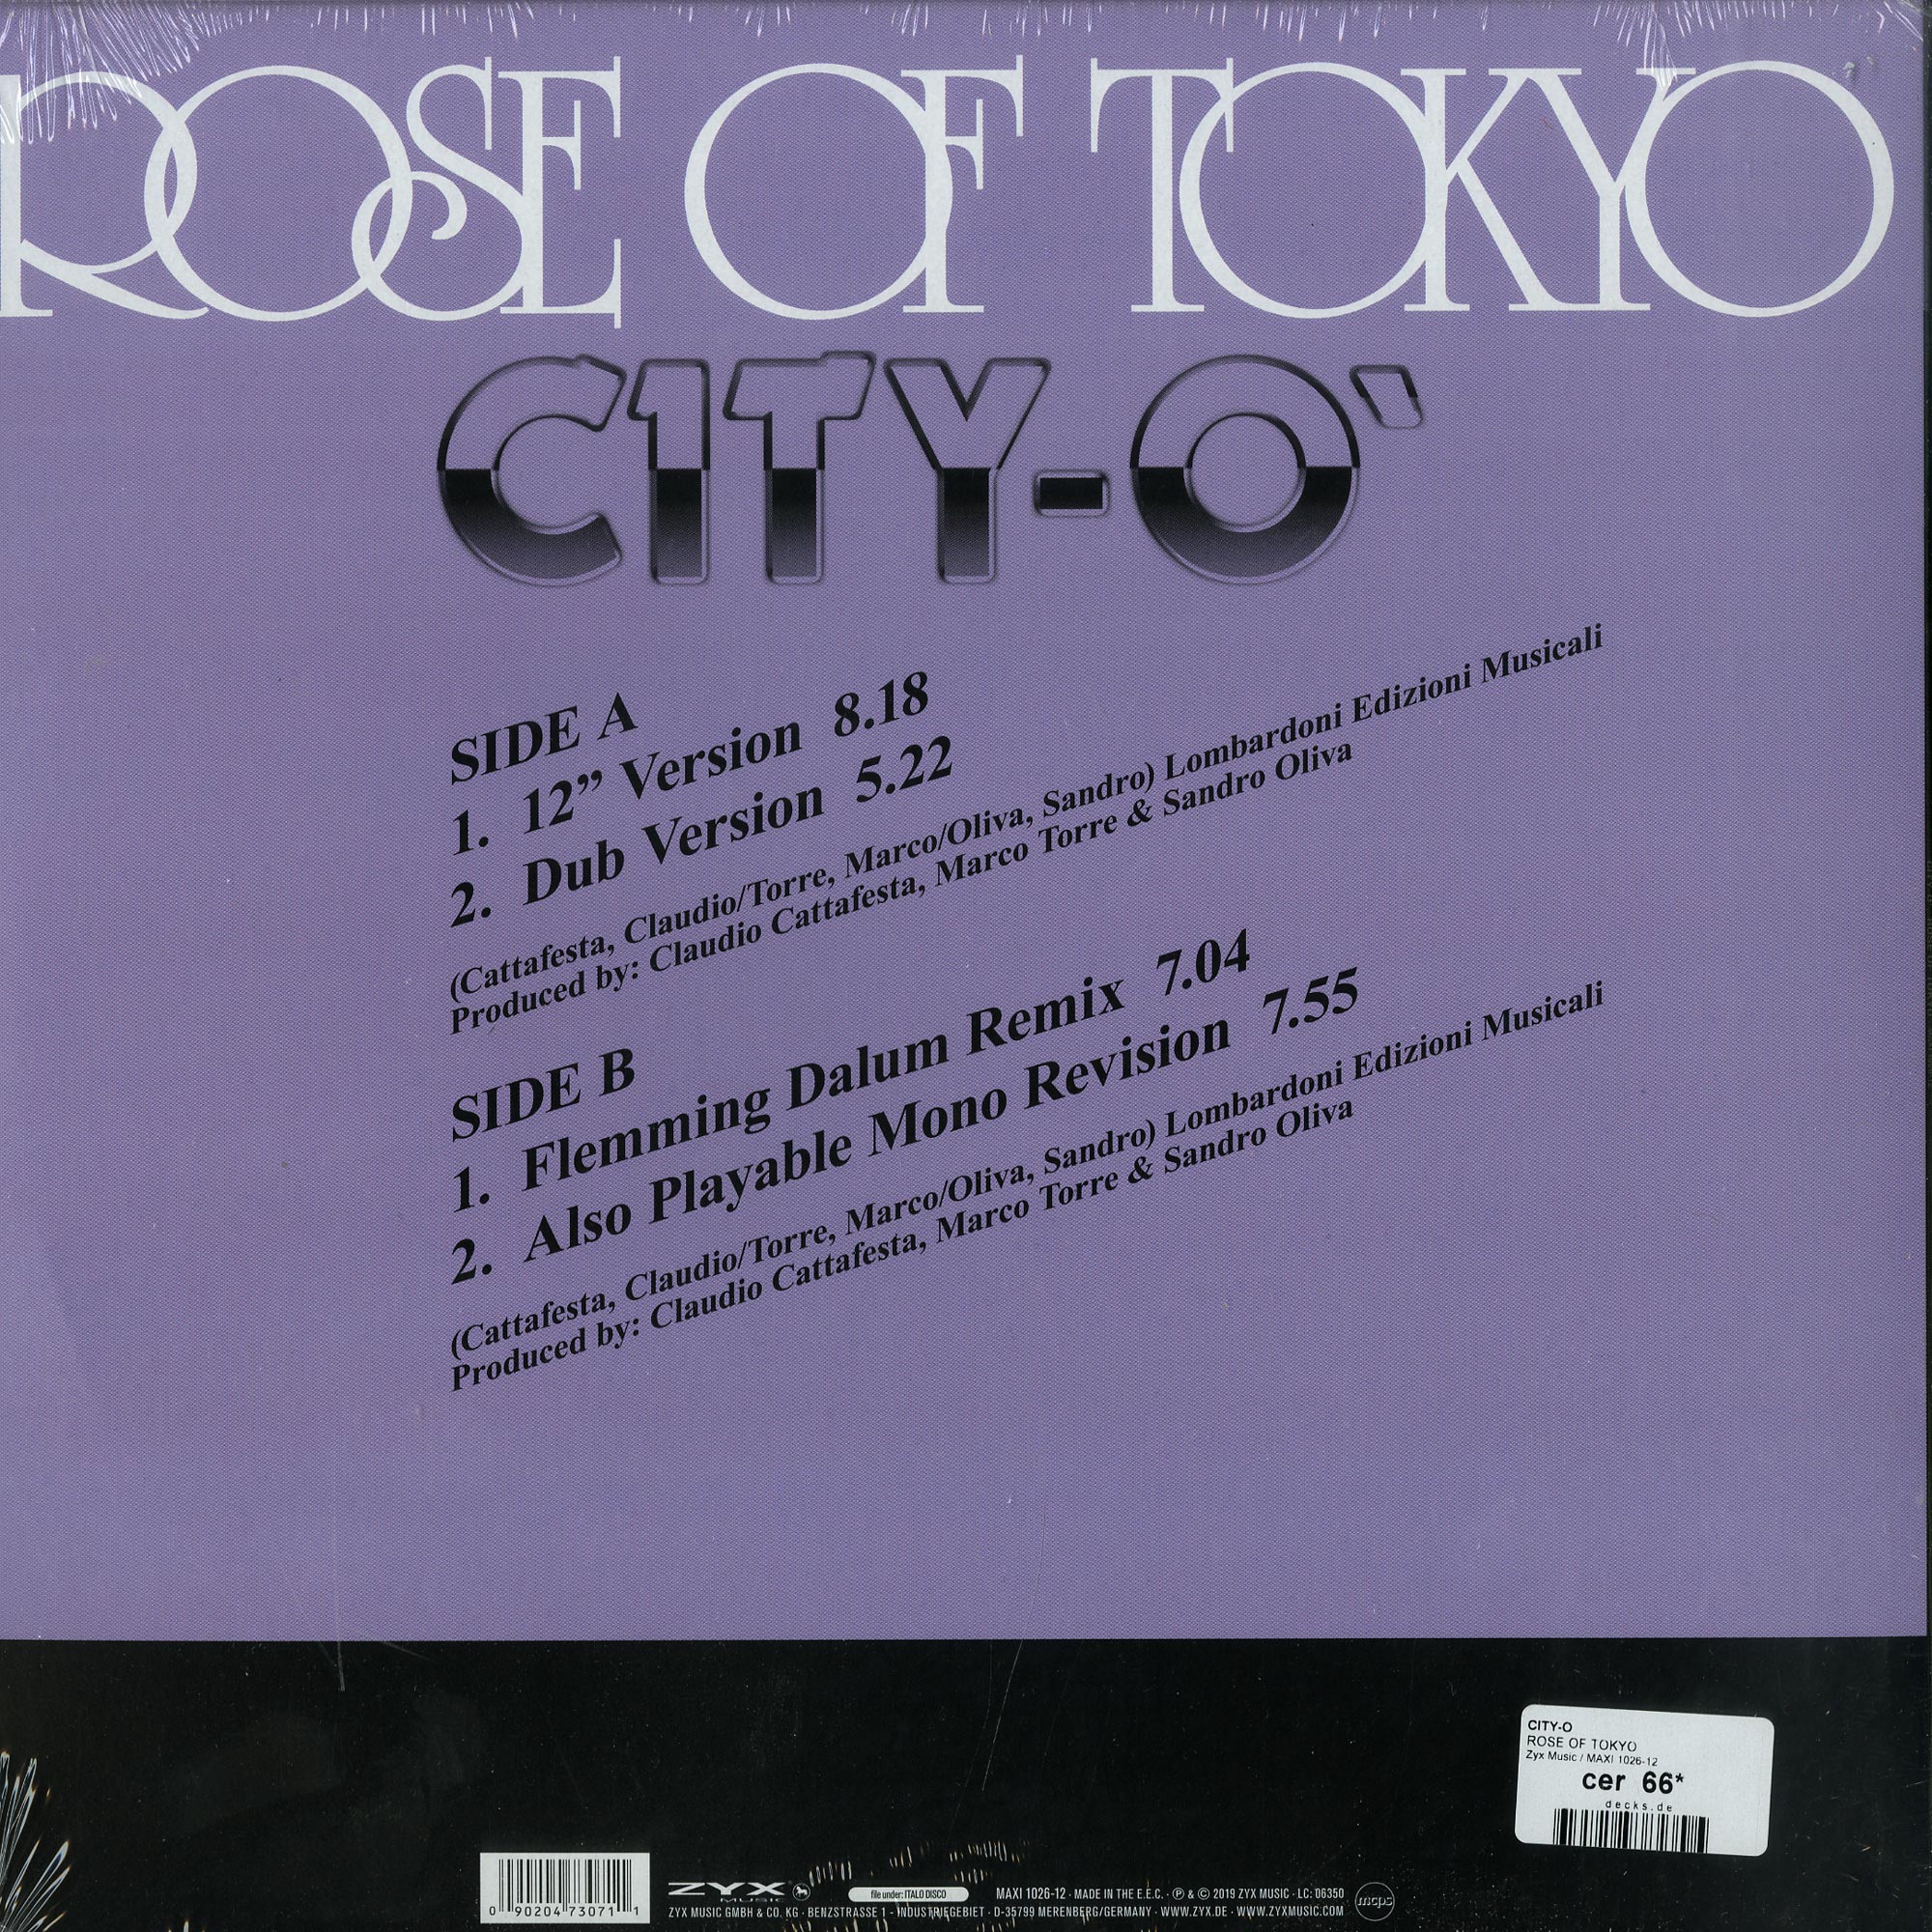 ROSE OF TOKYO
CITY-O`
SIDE A
1. 12” Version 8.18
2. Dub Version 5.22
(Cattafesta, Claudio/Torre, Marco/Oliva, Sandro) Lombardoni Edizioni Musicali
Produced by: Claudio Cattafesta, Marco Torre & Sandro Oliva
SIDE B
1. Flemming Dalum Remix 7.04
2. Also Playable Mono Revision 7.55
(Cattafesta, Claudio/Torre, Marco/Oliva, Sandro) Lombardoni Edizioni Musicali
Produced by: Claudio Cattafesta, Marco Torre & Sandro Oliva
CITY-O
ROSE OF TOKYO
Zyx Music / MAXI 1026-12
cer 66*
decks.de
0 90204 73071 1
ZYX MUSIC
file under: ITALO DISCO
MAXI 1026-12 · MADE IN THE E.E.C. · ℗ & © 2019 ZYX MUSIC · LC: 06350
ZYX MUSIC GMBH & CO. KG · BENZSTRASSE 1 - INDUSTRIEGEBIET · D-35799 MERENBERG/GERMANY · WWW.ZYX.DE · WWW.ZYXMUSIC.COM
mcps